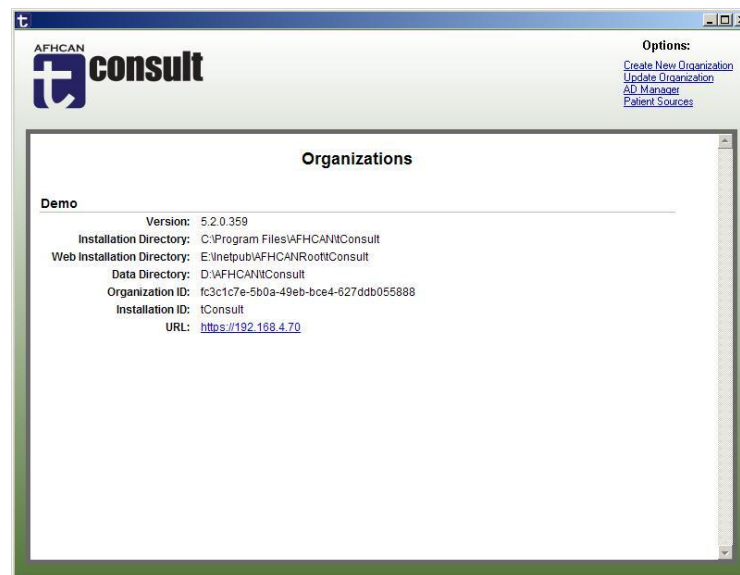 t
AFHCAN
t consult
Options:
Create New Organization
Update Organization
AD Manager
Patient Sources
Organizations
Demo
Version: 5.2.0.359
Installation Directory: C:\Program Files\AFHCAN\tConsult
Web Installation Directory: E:\Inetpub\AFHCANRoot\tConsult
Data Directory: D:\AFHCAN\tConsult
Organization ID: fc3c1c7e-5b0a-49eb-bce4-627ddb055888
Installation ID: tConsult
URL: https://192.168.4.70